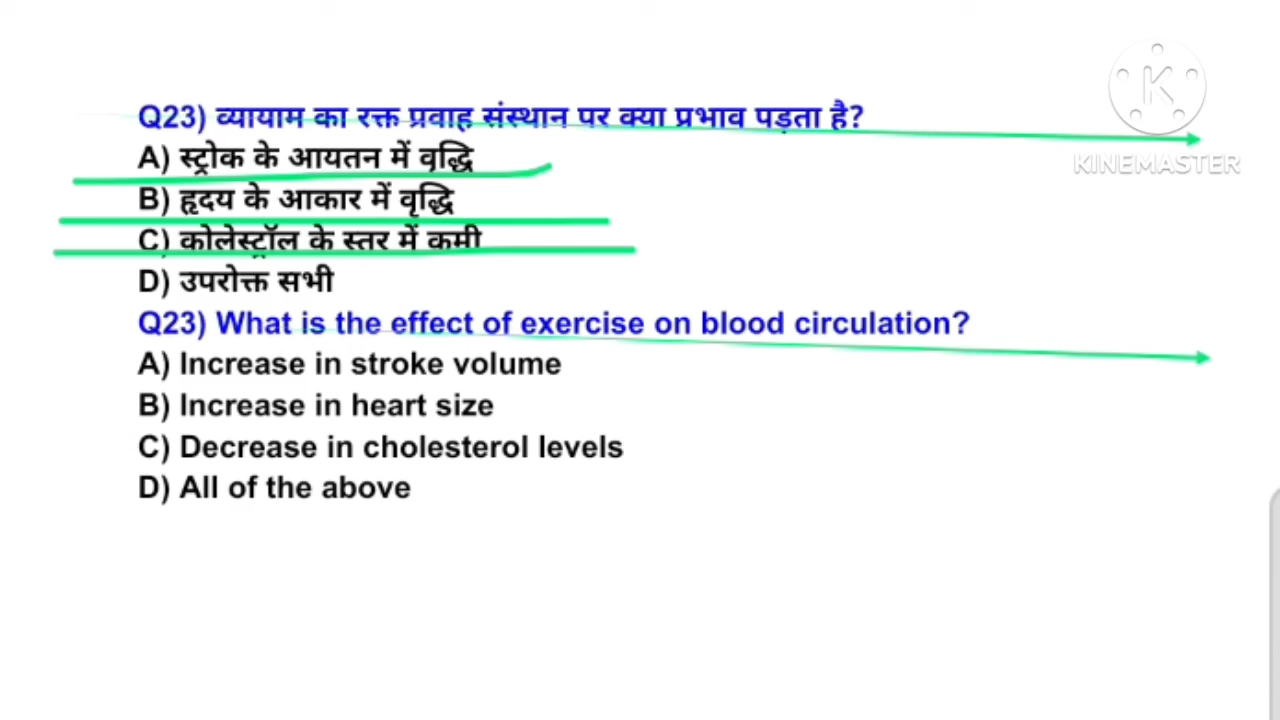 Q23) व्यायाम का रक्त प्रवाह संस्थान पर क्या प्रभाव पड़ता है?
A) स्ट्रोक के आयतन में वृद्धि
B) हृदय के आकार में वृद्धि
C) कोलेस्ट्रॉल के स्तर में कमी
D) उपरोक्त सभी
Q23) What is the effect of exercise on blood circulation?
A) Increase in stroke volume
B) Increase in heart size
C) Decrease in cholesterol levels
D) All of the above
K
KINEMASTER